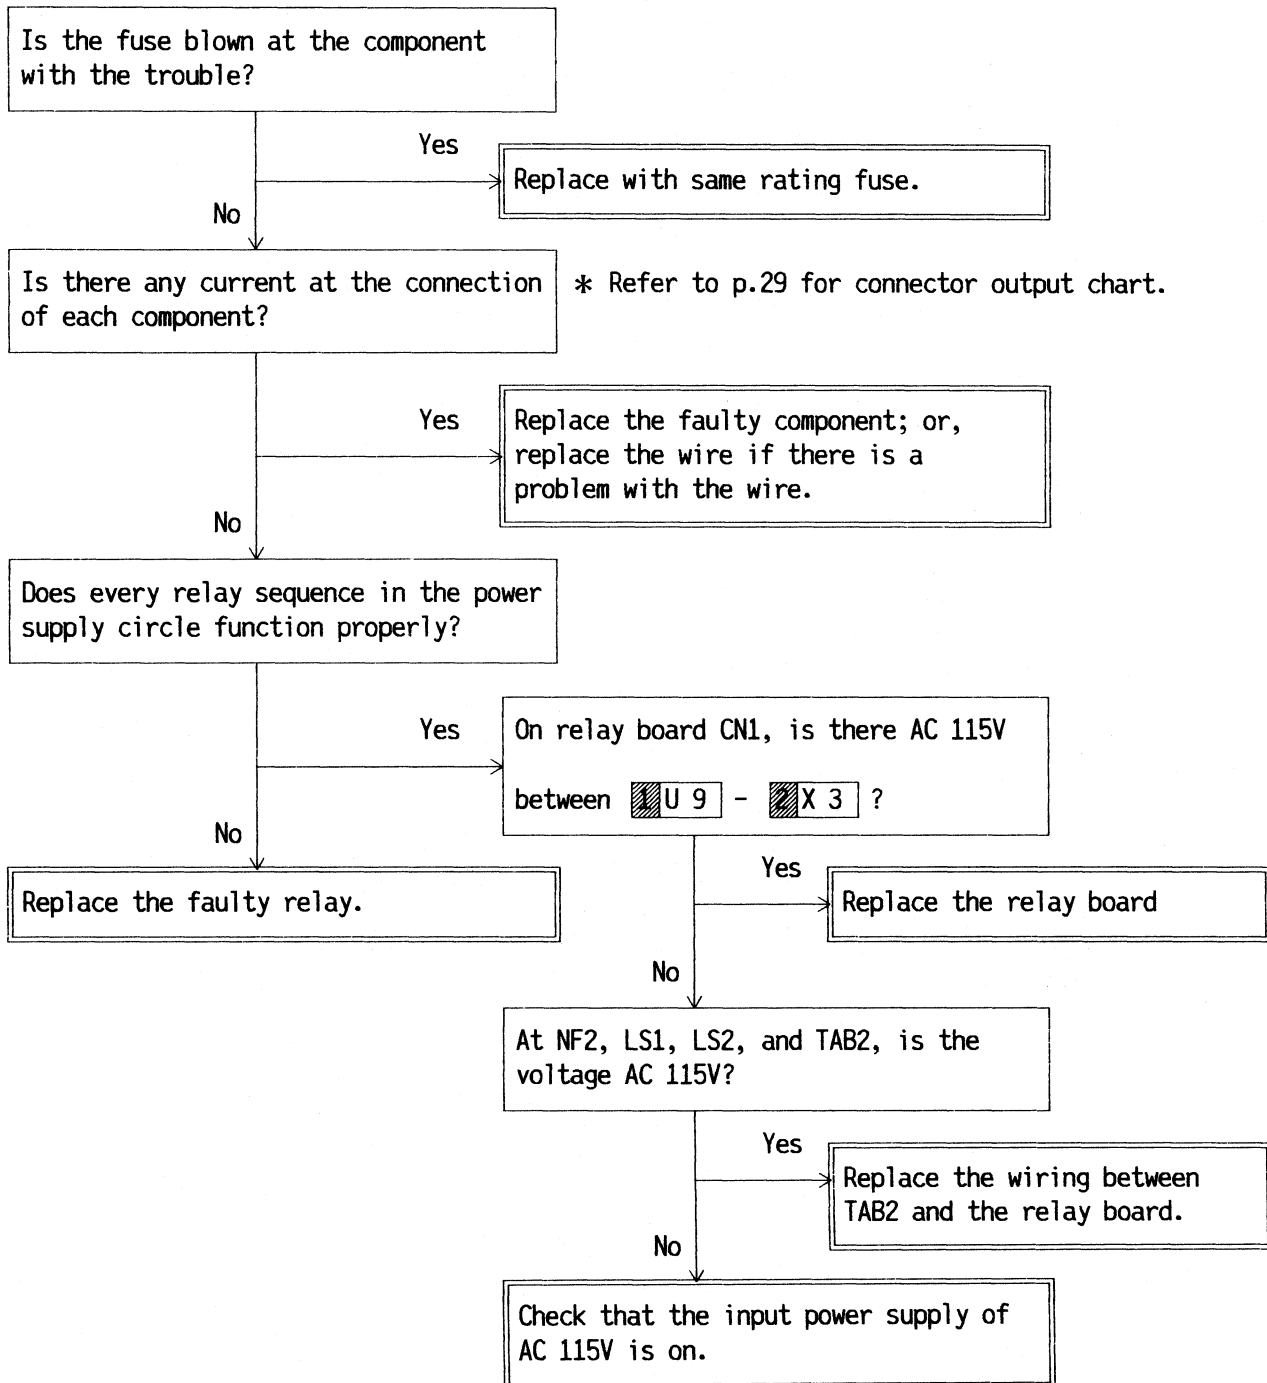 Is the fuse blown at the component
with the trouble?
Yes
Replace with same rating fuse.
No
Is there any current at the connection
of each component?
* Refer to p.29 for connector output chart.
Yes
Replace the faulty component; or,
replace the wire if there is a
problem with the wire.
No
Does every relay sequence in the power
supply circle function properly?
Yes
On relay board CN1, is there AC 115V
between 1 U 9 - 2 X 3 ?
No
Replace the faulty relay.
Yes
Replace the relay board
No
At NF2, LS1, LS2, and TAB2, is the
voltage AC 115V?
Yes
Replace the wiring between
TAB2 and the relay board.
No
Check that the input power supply of
AC 115V is on.